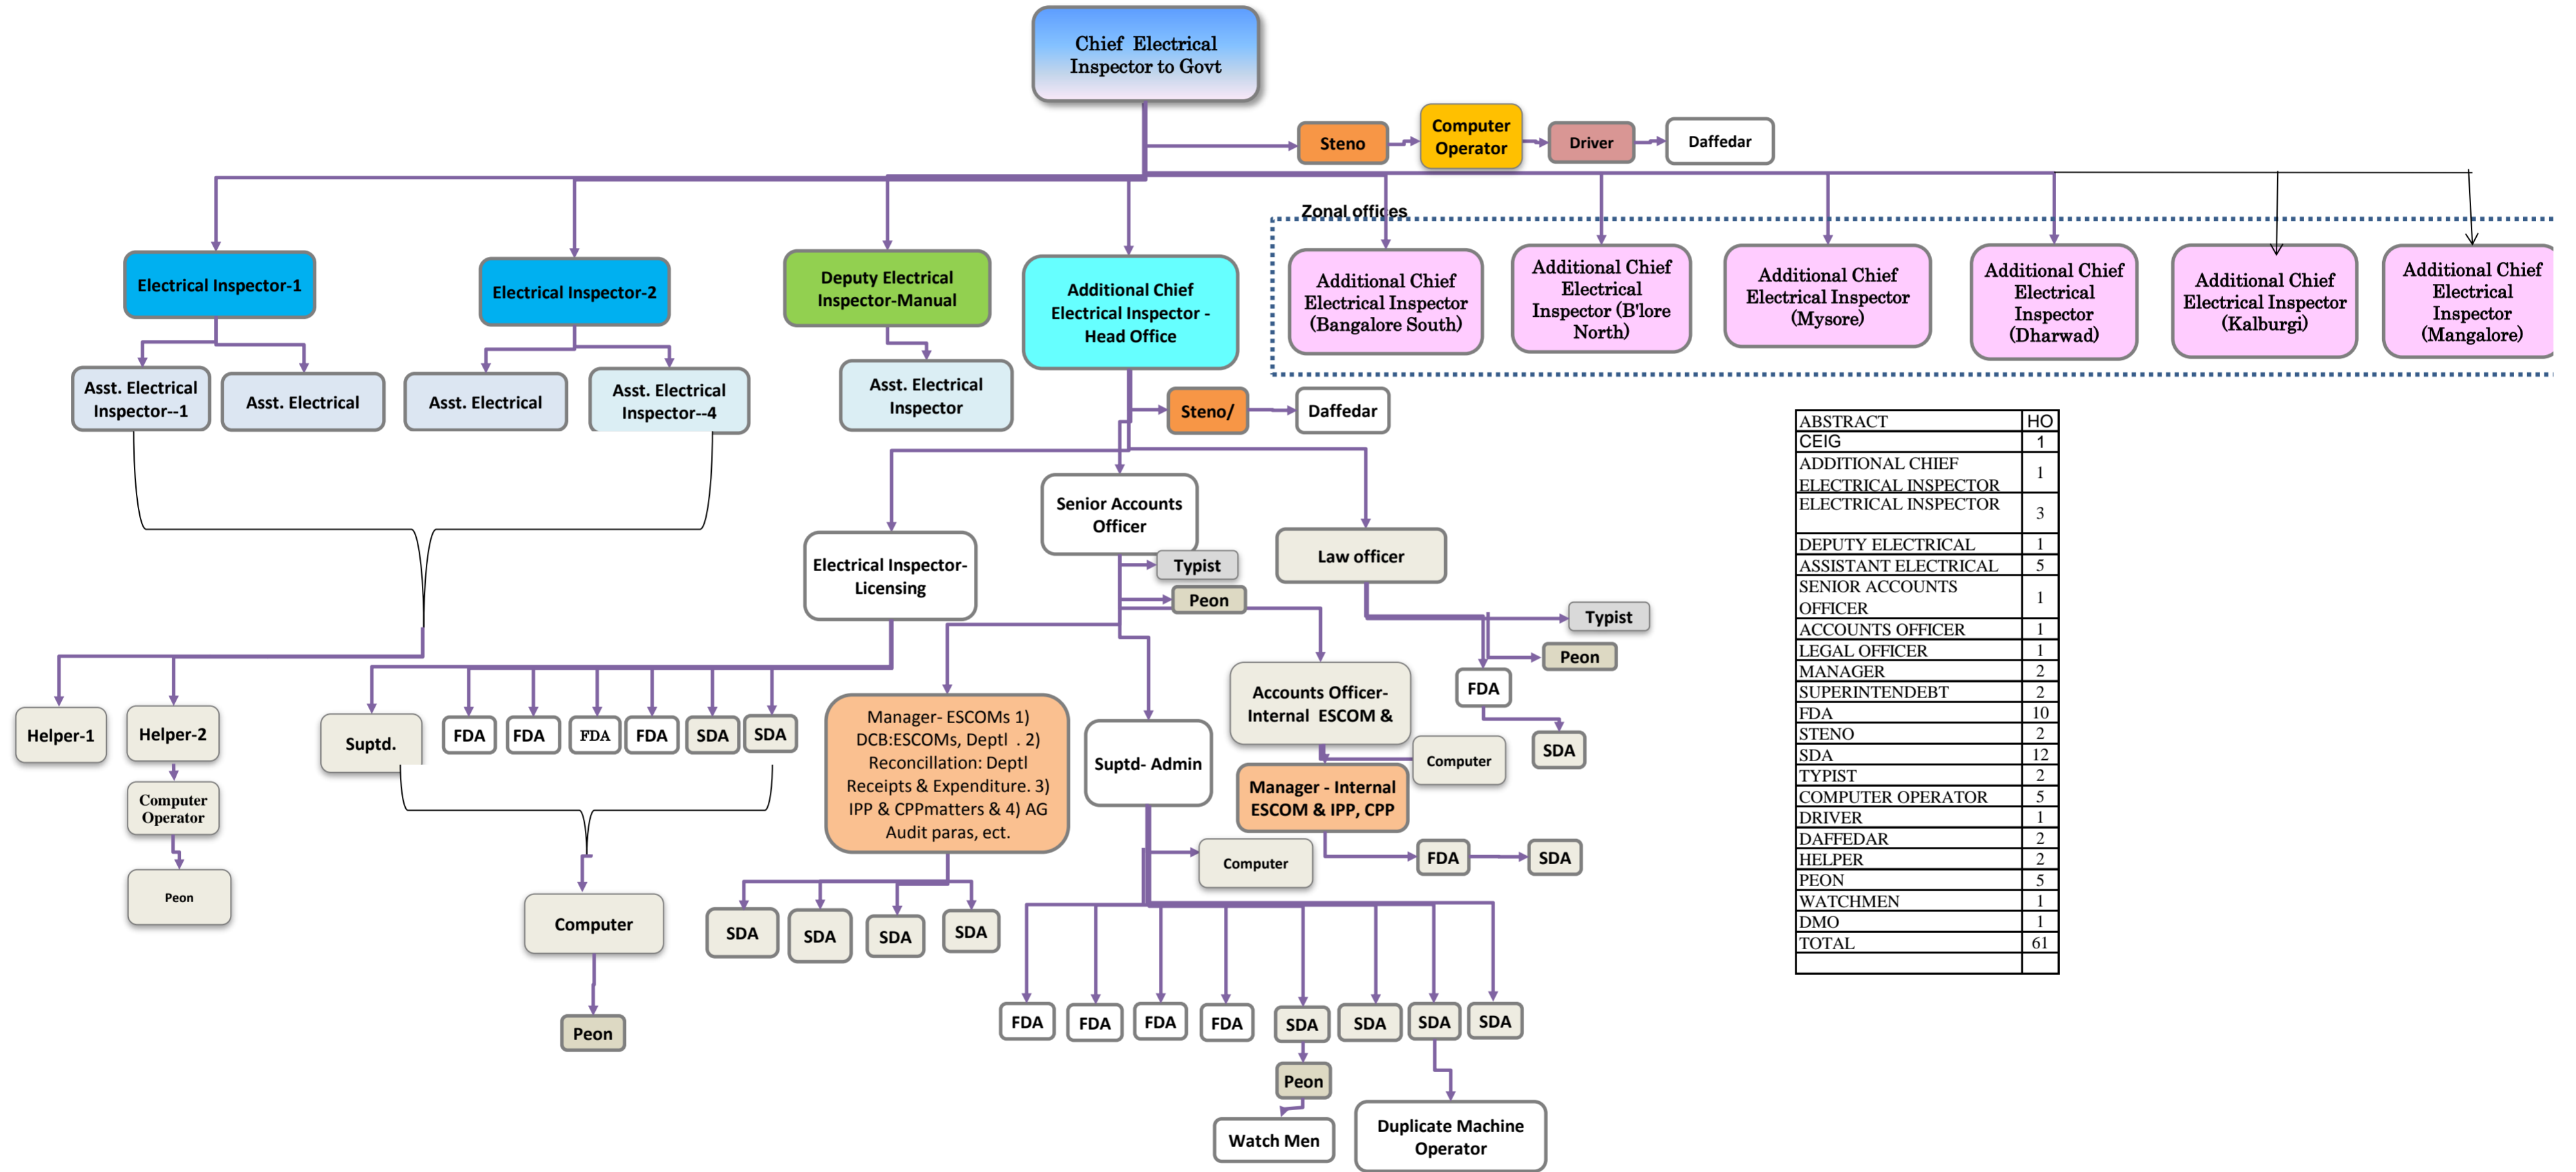 Chief Electrical
Inspector to Govt
Steno
Computer
Operator
Driver
Daffedar
Zonal offices
Electrical Inspector-1
Electrical Inspector-2
Deputy Electrical
Inspector-Manual
Additional Chief
Electrical Inspector -
Head Office
Additional Chief
Electrical Inspector
(Bangalore South)
Additional Chief
Electrical
Inspector (B'lore
North)
Additional Chief
Electrical Inspector
(Mysore)
Additional Chief
Electrical
Inspector
(Dharwad)
Additional Chief
Electrical Inspector
(Kalburgi)
Additional Chief
Electrical
Inspector
(Mangalore)
Asst. Electrical
Inspector--1
Asst. Electrical
Asst. Electrical
Asst. Electrical
Inspector--4
Asst. Electrical
Inspector
Steno/
Daffedar
Senior Accounts
Officer
Typist
Peon
Electrical Inspector-
Licensing
Law officer
Typist
Peon
FDA
SDA
Helper-1
Helper-2
Computer
Operator
Peon
Suptd.
FDA
FDA
FDA
FDA
SDA
SDA
Computer
Peon
Manager- ESCOMs 1)
DCB:ESCOMs, Deptl . 2)
Reconcillation: Deptl
Receipts & Expenditure. 3)
IPP & CPPmatters & 4) AG
Audit paras, ect.
SDA
SDA
SDA
SDA
Suptd- Admin
Computer
Accounts Officer-
Internal ESCOM &
Computer
Manager - Internal
ESCOM & IPP, CPP
FDA
SDA
FDA
FDA
FDA
FDA
SDA
SDA
SDA
SDA
Peon
Watch Men
Duplicate Machine
Operator
ABSTRACT HO
CEIG 1
ADDITIONAL CHIEF
ELECTRICAL INSPECTOR 1
ELECTRICAL INSPECTOR 3
DEPUTY ELECTRICAL 1
ASSISTANT ELECTRICAL 5
SENIOR ACCOUNTS
OFFICER 1
ACCOUNTS OFFICER 1
LEGAL OFFICER 1
MANAGER 2
SUPERINTENDEBT 2
FDA 10
STENO 2
SDA 12
TYPIST 2
COMPUTER OPERATOR 5
DRIVER 1
DAFFEDAR 2
HELPER 2
PEON 5
WATCHMEN 1
DMO 1
TOTAL 61